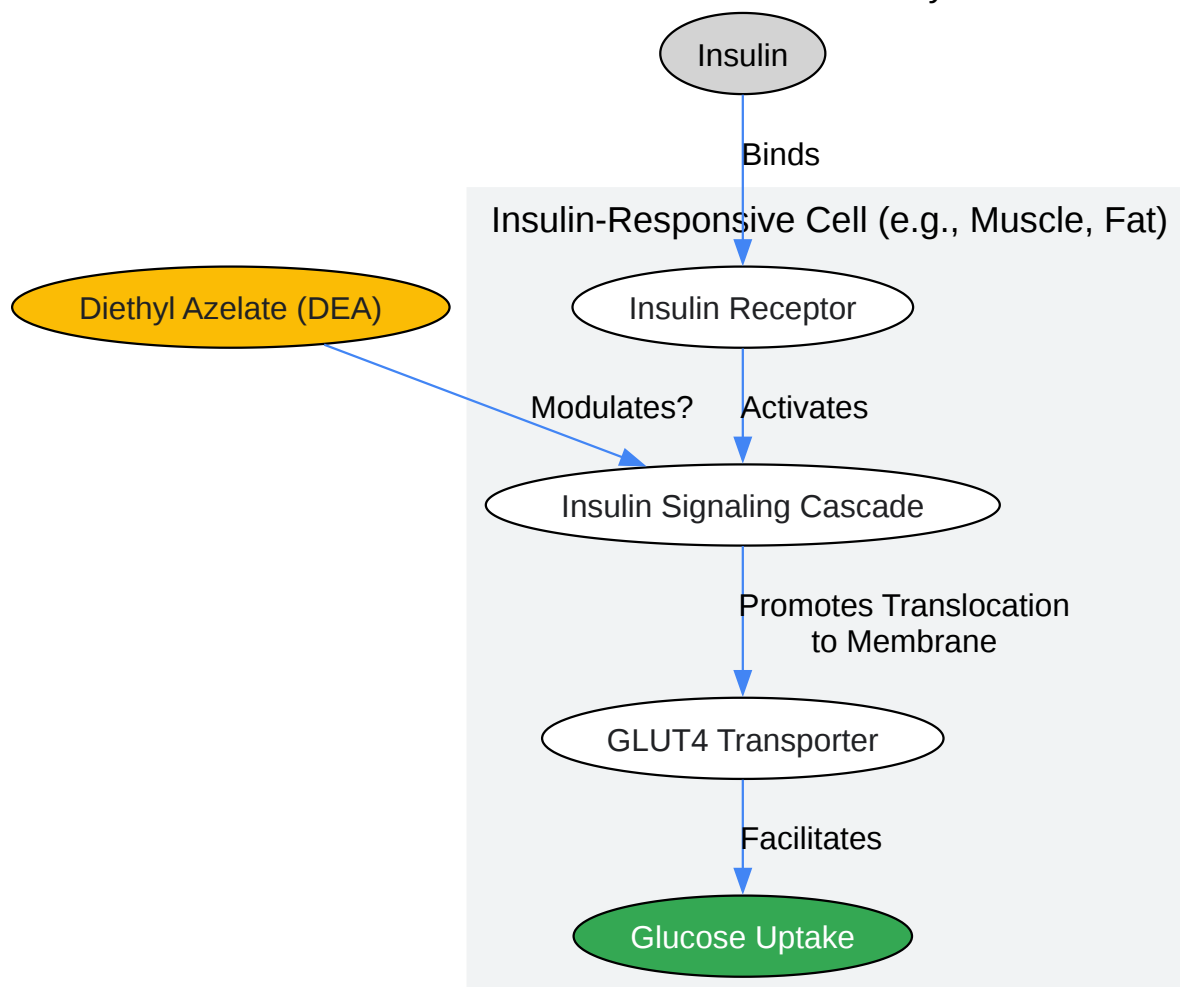 Insulin
Binds
Insulin-Responsive Cell (e.g., Muscle, Fat)
Diethyl Azelate (DEA)
Insulin Receptor
Modulates?
Activates
Insulin Signaling Cascade
Promotes Translocation
to Membrane
GLUT4 Transporter
Facilitates
Glucose Uptake